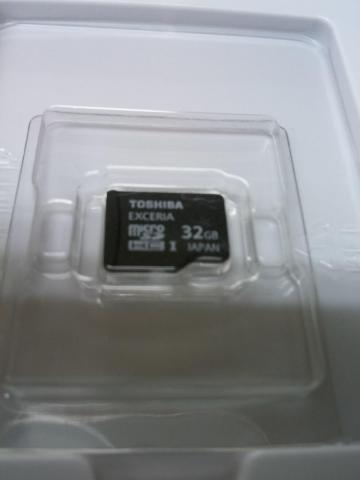 TOSHIBA
EXCERIA
micro
SD
HC I
32GB
JAPAN